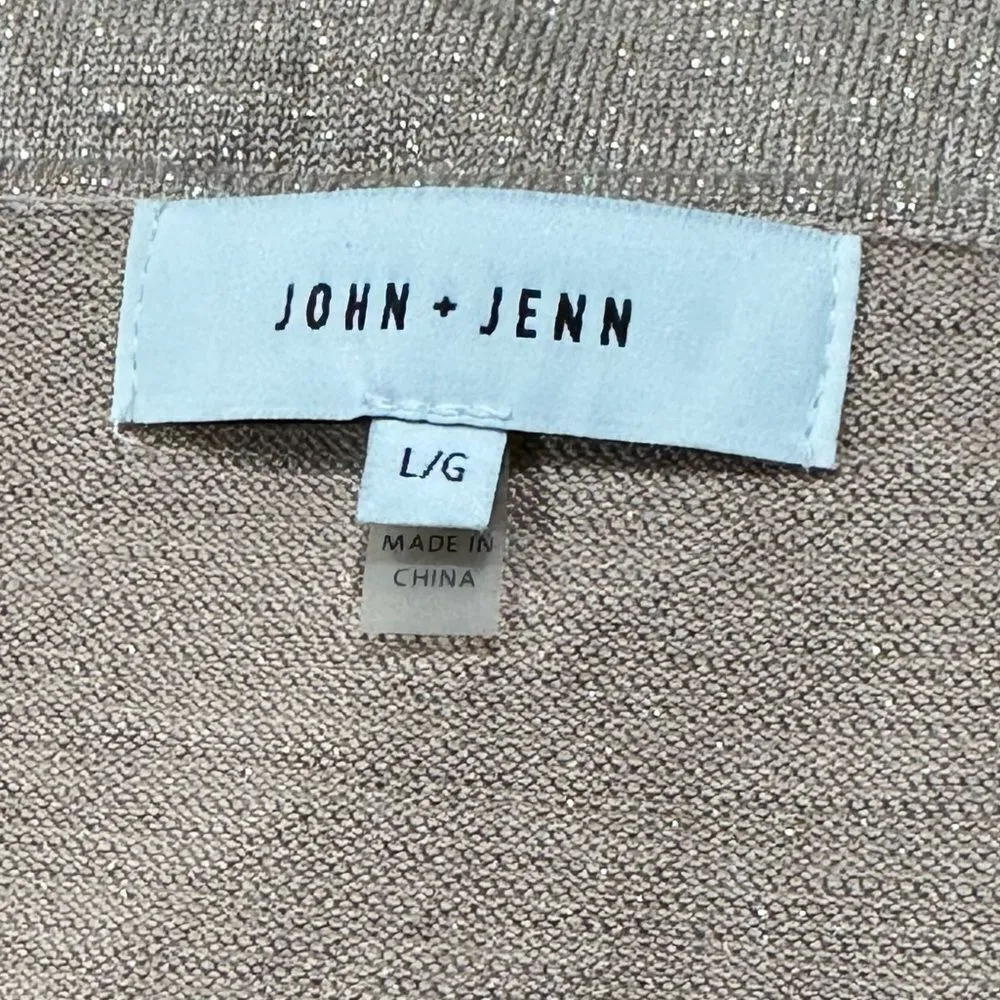 JOHN + JENN
L/G
MADE IN
CHINA